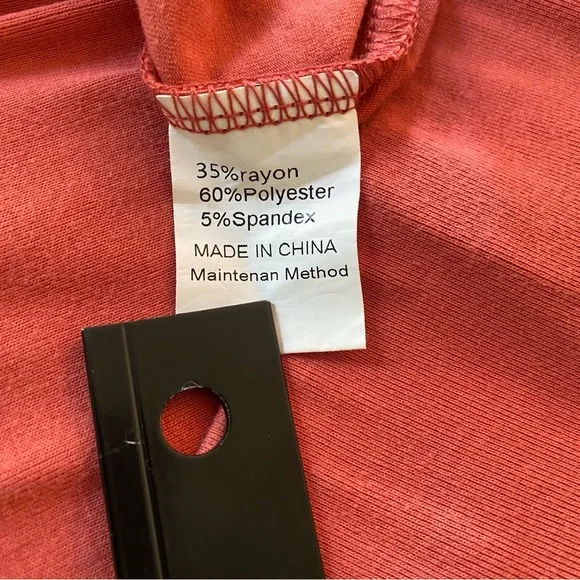 35%rayon
60%Polyester
5%Spandex
MADE IN CHINA
Maintenan Method